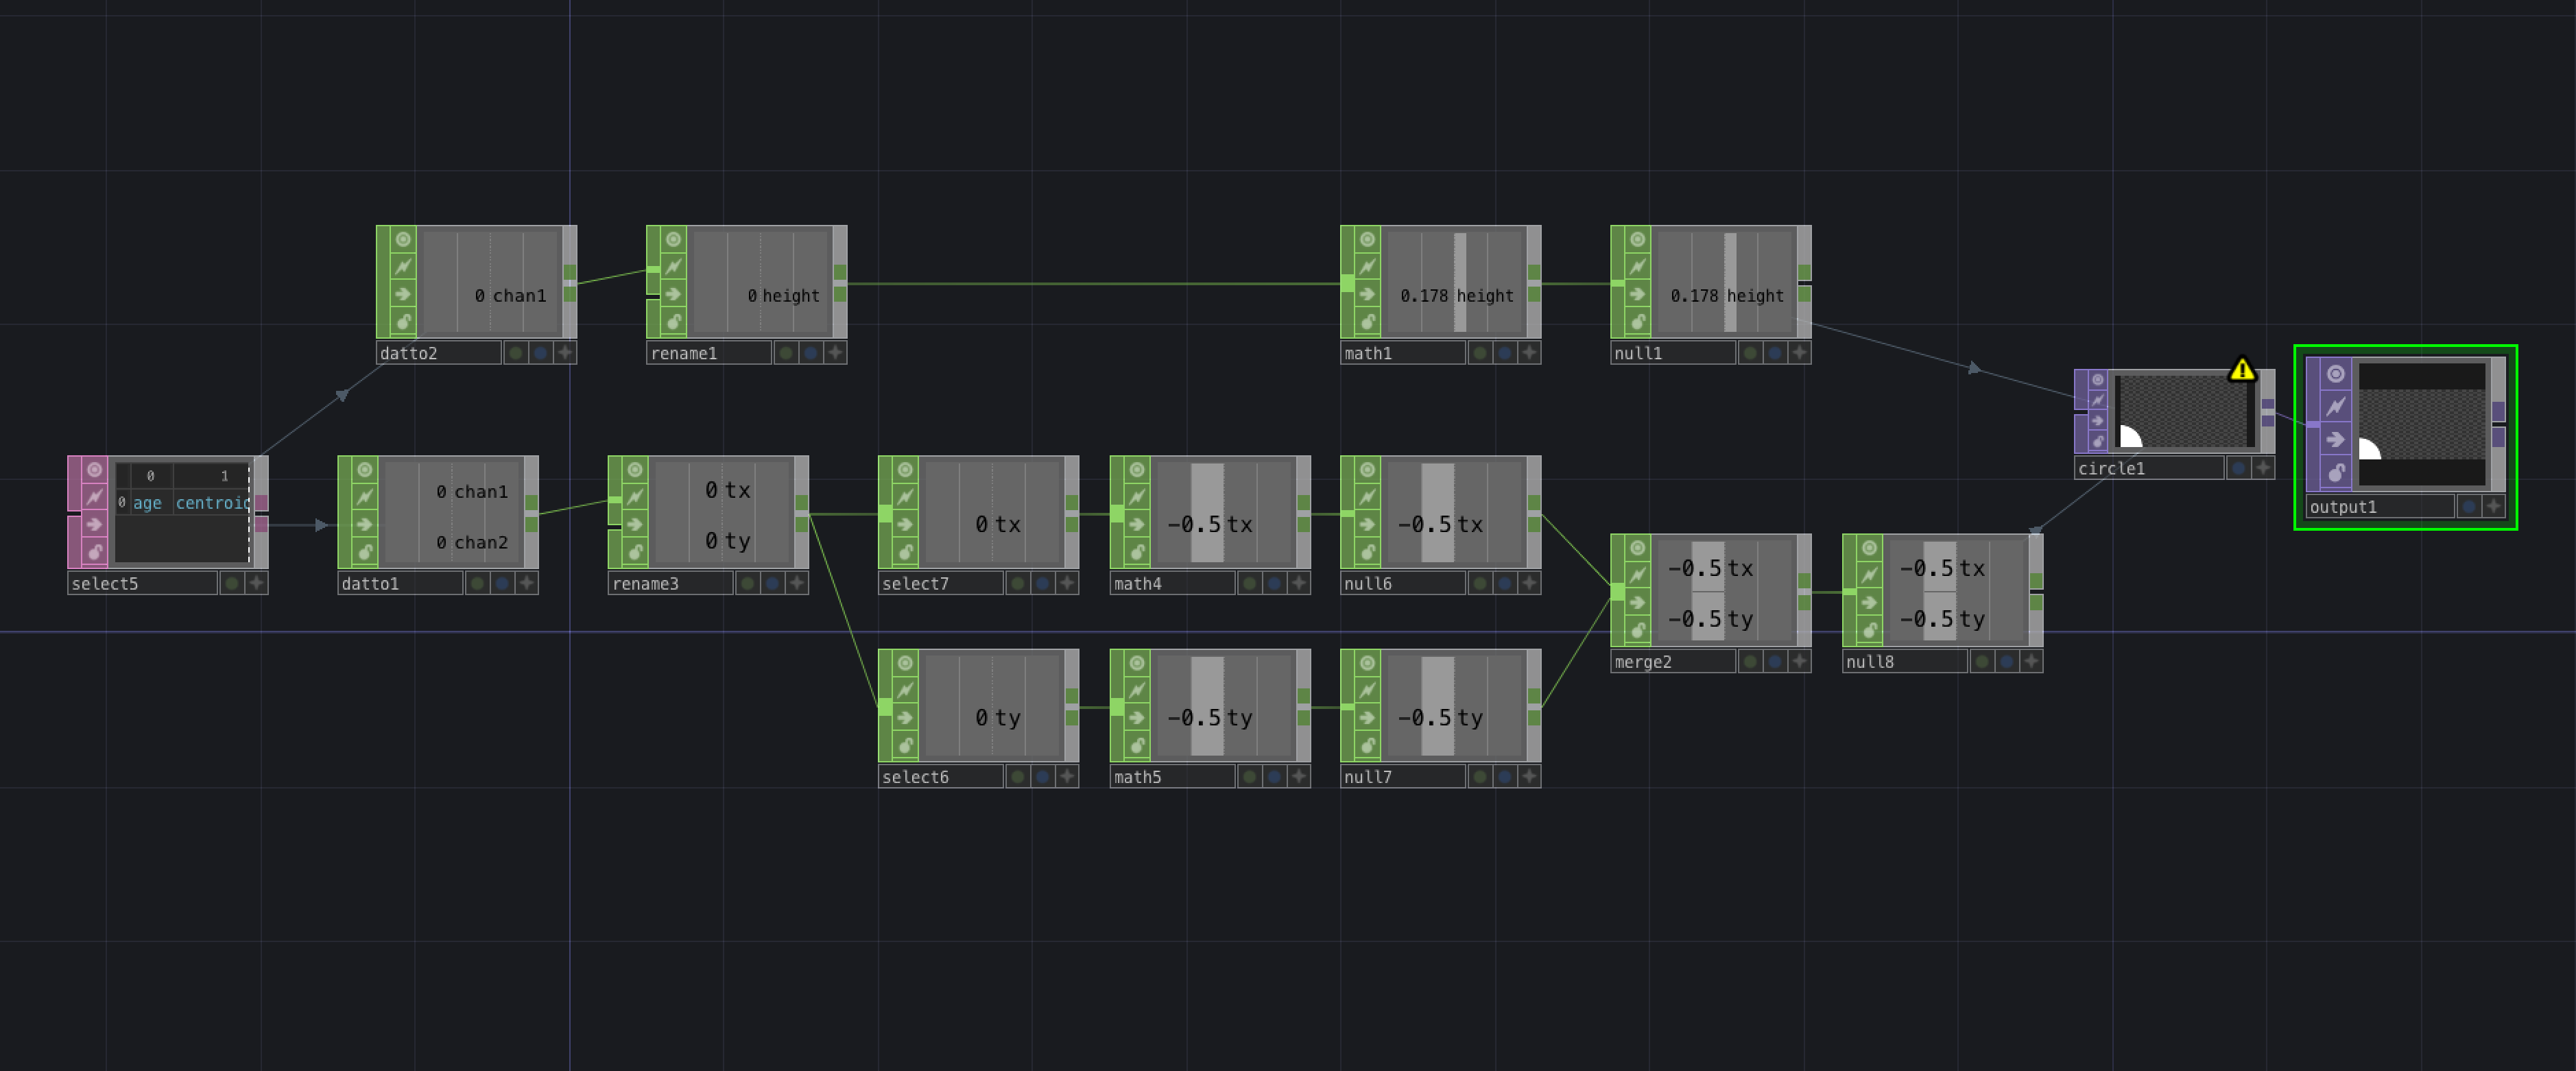 0 chan1
datto2
0 height
rename1
0.178 height
math1
0.178 height
null1
circle1
output1
0 1
0 age centroid
select5
0 chan1
0 chan2
datto1
0 tx
0 ty
rename3
0 tx
select7
-0.5 tx
math4
-0.5 tx
null6
-0.5 tx
-0.5 ty
merge2
-0.5 tx
-0.5 ty
null8
0 ty
select6
-0.5 ty
math5
-0.5 ty
null7